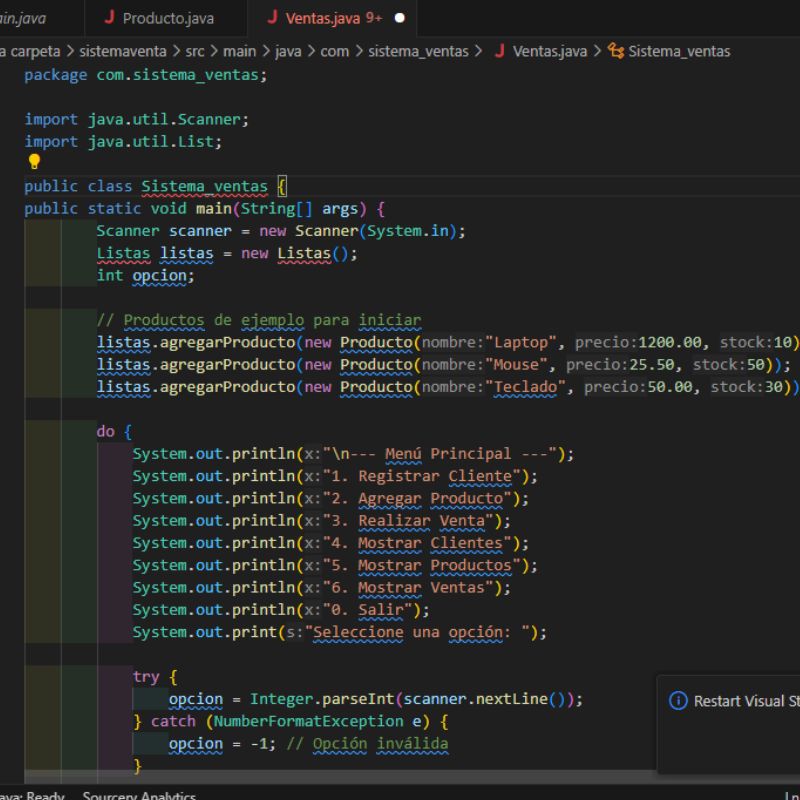 ain.java
Producto.java
Ventas.java 9+
a carpeta > sistemaventa > src > main > java > com > sistema_ventas > Ventas.java > Sistema_ventas
package com.sistema_ventas;
import java.util.Scanner;
import java.util.List;
public class Sistema_ventas {
public static void main(String[] args) {
Scanner scanner = new Scanner(System.in);
Listas listas = new Listas();
int opcion;
// Productos de ejemplo para iniciar
listas.agregarProducto(new Producto(nombre:"Laptop", precio:1200.00, stock:10)
listas.agregarProducto(new Producto(nombre:"Mouse", precio:25.50, stock:50));
listas.agregarProducto(new Producto(nombre:"Teclado", precio:50.00, stock:30))
do {
System.out.println(x:"\n--- Menú Principal ---");
System.out.println(x:"1. Registrar Cliente");
System.out.println(x:"2. Agregar Producto");
System.out.println(x:"3. Realizar Venta");
System.out.println(x:"4. Mostrar Clientes");
System.out.println(x:"5. Mostrar Productos");
System.out.println(x:"6. Mostrar Ventas");
System.out.println(x:"0. Salir");
System.out.print(s:"Seleccione una opción: ");
try {
opcion = Integer.parseInt(scanner.nextLine());
} catch (NumberFormatException e) {
opcion = -1; // Opción inválida
}
Restart Visual St
ava: Ready Sourcery Analytics
Ln